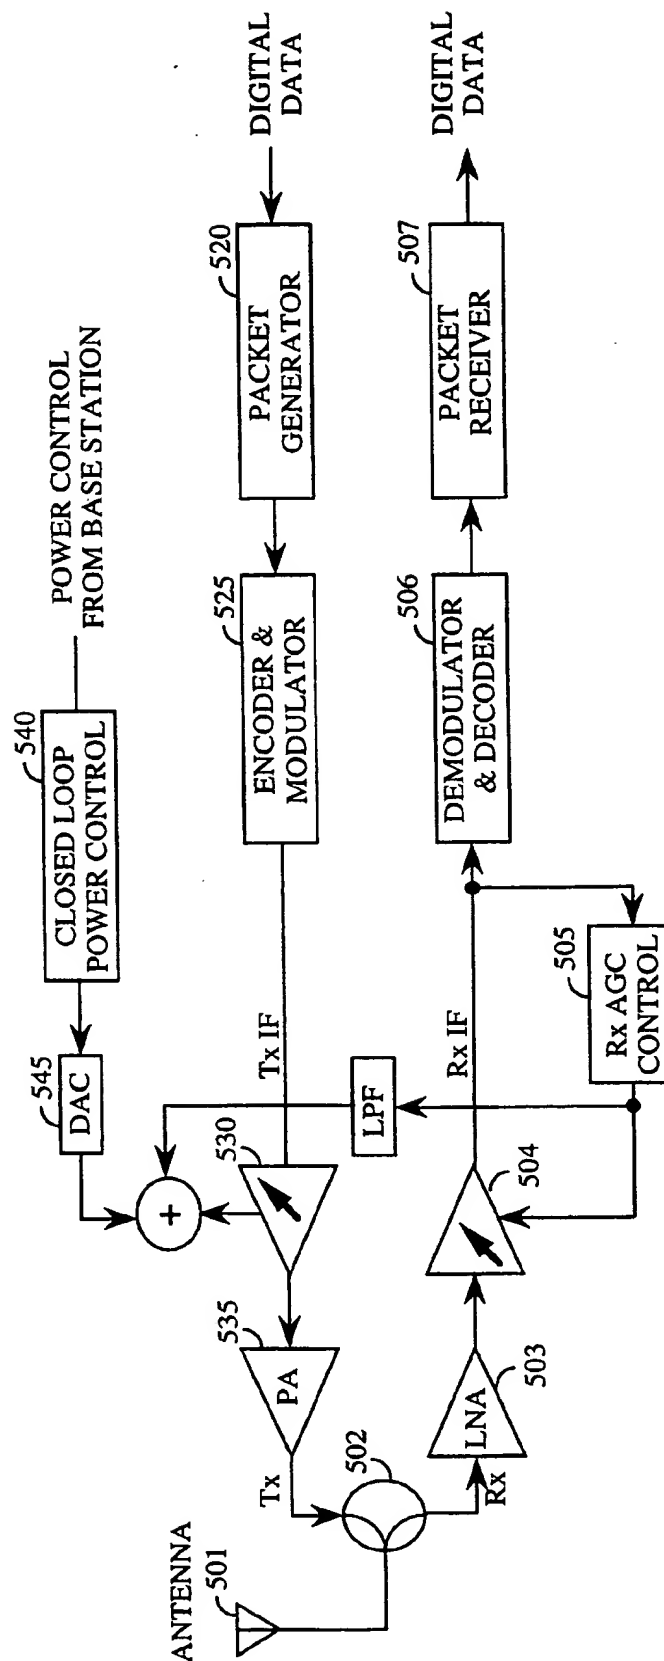 POWER CONTROL
FROM BASE STATION
540
CLOSED LOOP
POWER CONTROL
545
DAC
+
DIGITAL
DATA
520
PACKET
GENERATOR
525
ENCODER &
MODULATOR
Tx IF
530
535
PA
Tx
LPF
ANTENNA
501
502
Rx
LNA
503
504
Rx IF
505
Rx AGC
CONTROL
506
DEMODULATOR
& DECODER
507
PACKET
RECEIVER
DIGITAL
DATA